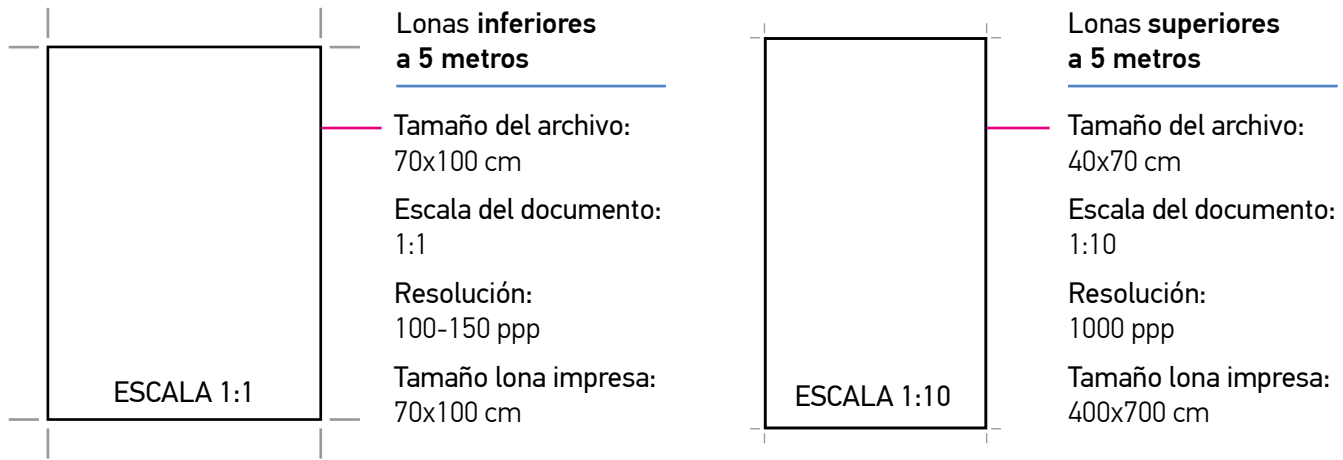 Lonas inferiores
a 5 metros
Tamaño del archivo:
70x100 cm
Escala del documento:
1:1
Resolución:
100-150 ppp
Tamaño lona impresa:
70x100 cm
ESCALA 1:1
Lonas superiores
a 5 metros
Tamaño del archivo:
40x70 cm
Escala del documento:
1:10
Resolución:
1000 ppp
Tamaño lona impresa:
400x700 cm
ESCALA 1:10